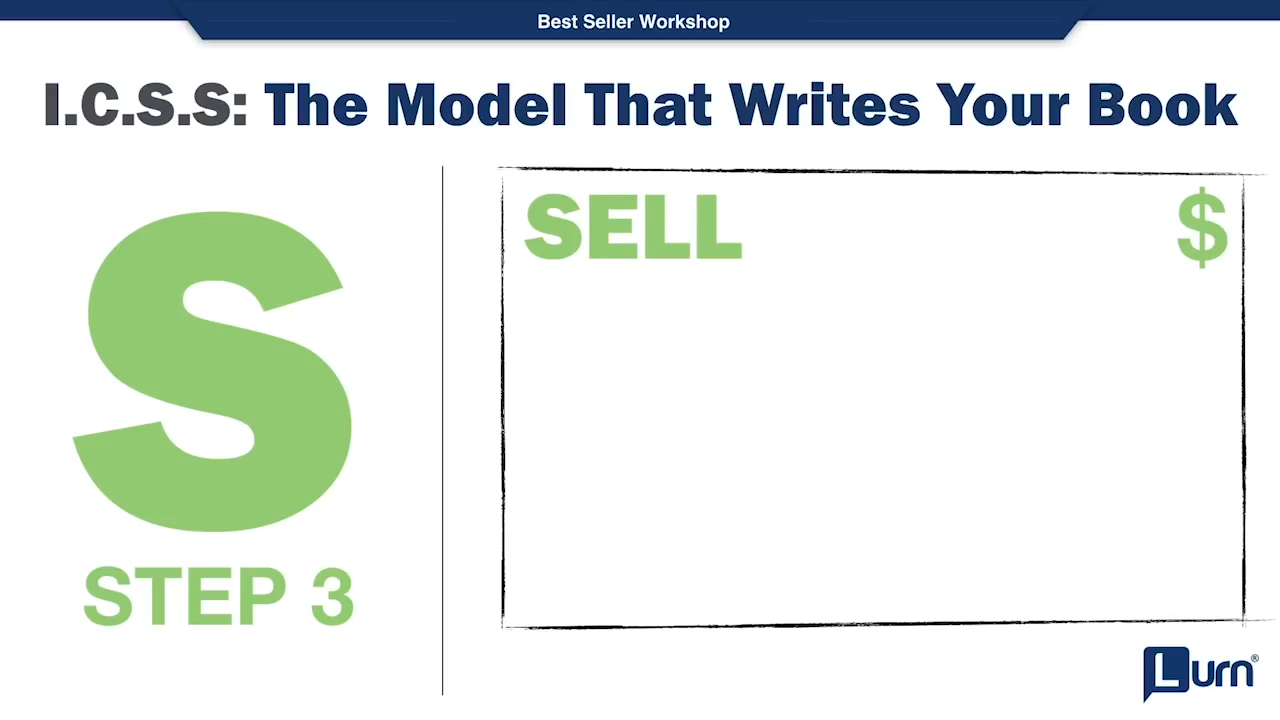 Best Seller Workshop
I.C.S.S: The Model That Writes Your Book
S
STEP 3
SELL $
Lurn®